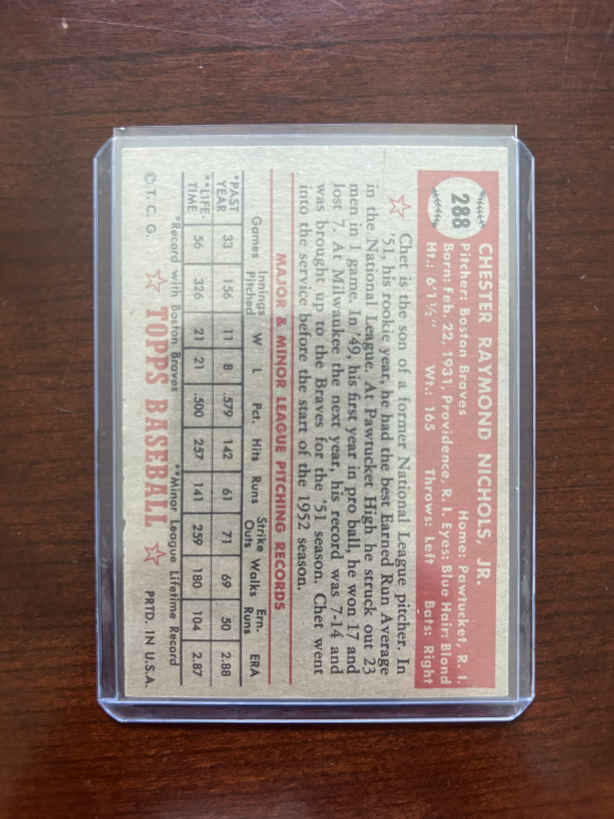 288
CHESTER RAYMOND NICHOLS, JR.
Pitcher: Boston Braves Home: Pawtucket, R. I.
Born: Feb. 22, 1931, Providence, R. I. Eyes: Blue Hair: Blond
Ht.: 6'1½" Wt.: 165 Throws: Left Bats: Right
Chet is the son of a former National League pitcher. In
'51, his rookie year, he had the best Earned Run Average
in the National League. At Pawtucket High he struck out 23
men in 1 game. In '49, his first year in pro ball, he won 17 and
lost 7. At Milwaukee the next year, his record was 7-14 and
was brought up to the Braves for the '51 season. Chet went
into the service before the start of the 1952 season.
MAJOR & MINOR LEAGUE PITCHING RECORDS
Games Innings Pitched W L Pct. Hits Runs Strike Outs Walks Ern. Runs ERA
*PAST YEAR 33 156 11 8 .579 142 61 71 69 50 2.88
**LIFE-TIME 56 326 21 21 .500 257 141 259 180 104 2.87
*Record with Boston Braves **Minor League Lifetime Record
© T. C. G. TOPPS BASEBALL PRTD. IN U.S.A.